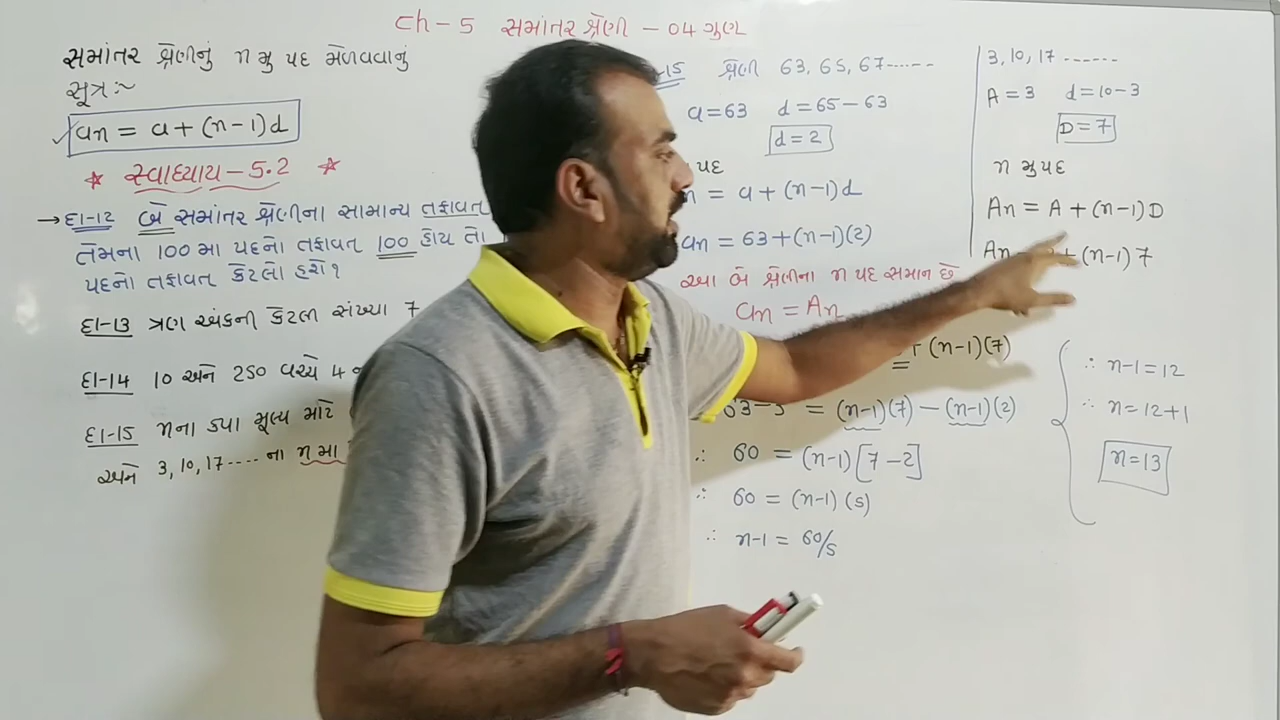 Ch-5 સમાંતર શ્રેણી - 04 ગુણ
સમાંતર શ્રેણીનું n મુ પદ મેળવવાનું
સૂત્ર :~
✓ an = a + (n-1)d
★ સ્વાધ્યાય - 5.2 ★
→ દા-12 બે સમાંતર શ્રેણીના સામાન્ય તફાવત
તેમના 100 મા પદનો તફાવત 100 હોય તો
પદનો તફાવત કેટલો હશે?
દા-13 ત્રણ અંકની કેટલી સંખ્યા 7
દા-14 10 અને 250 વચ્ચે 4
દા-15 nના કયા મૂલ્ય માટે
અને 3, 10, 17 .... ના n મા
-15 શ્રેણી 63, 65, 67......
a = 63 d = 65 - 63
d = 2
પદ
= a + (n-1)d
an = 63 + (n-1)(2)
આ બે શ્રેણીના n પદ સમાન છે
an = An
= + (n-1)(7)
63-3 = (n-1)(7) - (n-1)(2)
∴ 60 = (n-1)[7-2]
∴ 60 = (n-1)(5)
∴ n-1 = 60/5
3, 10, 17 ......
A = 3 d = 10-3
D = 7
n મુ પદ
An = A + (n-1)D
An + (n-1) 7
∴ n-1 = 12
∴ n = 12+1
n = 13